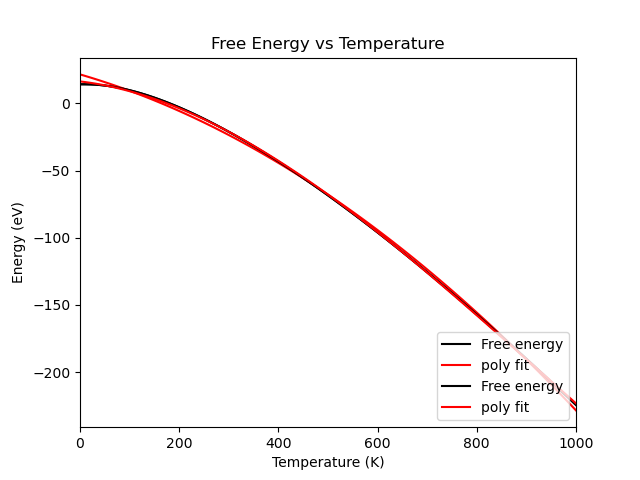 Free Energy vs Temperature
Energy (eV)
0
−50
−100
−150
−200
Free energy
poly fit
Free energy
poly fit
0 200 400 600 800 1000
Temperature (K)